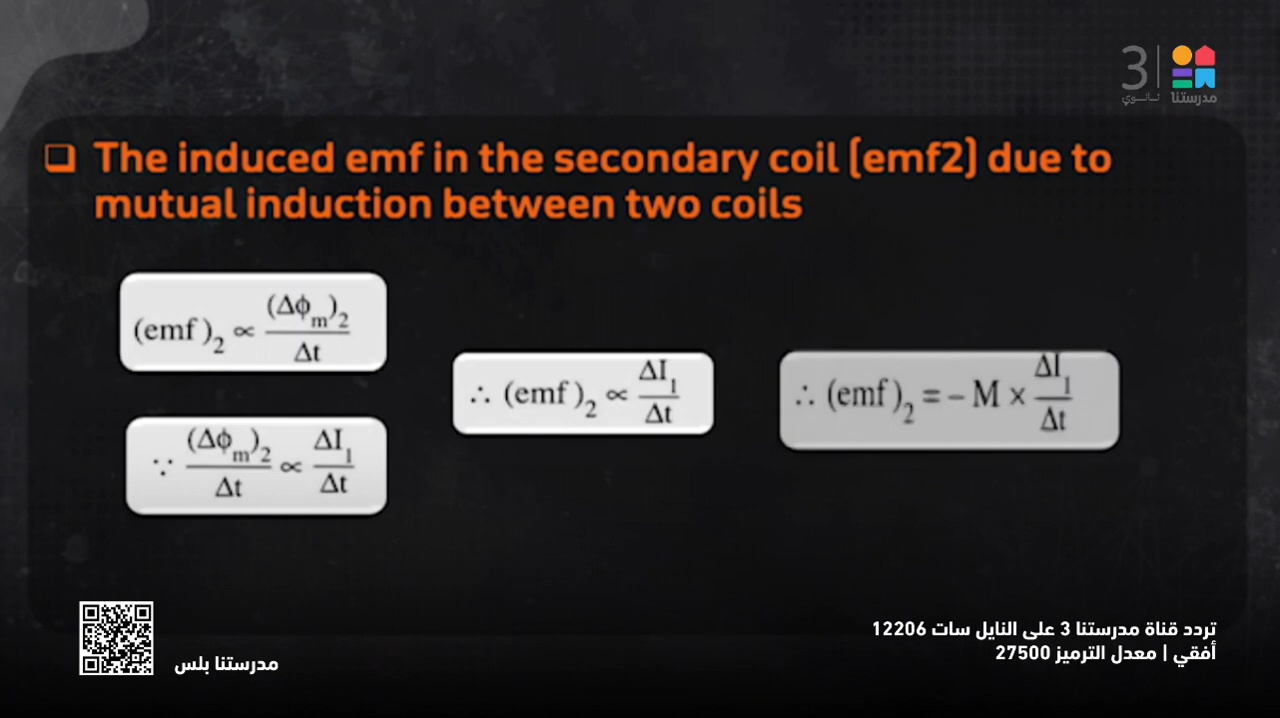 3
ثانوي
مدرستنا
❑ The induced emf in the secondary coil (emf2) due to
mutual induction between two coils
(emf)₂ ∝ (Δϕₘ)₂ / Δt
∵ (Δϕₘ)₂ / Δt ∝ ΔI₁ / Δt
∴ (emf)₂ ∝ ΔI₁ / Δt
∴ (emf)₂ = − M × ΔI₁ / Δt
مدرستنا بلس
تردد قناة مدرستنا 3 على النايل سات 12206
أفقي | معدل الترميز 27500